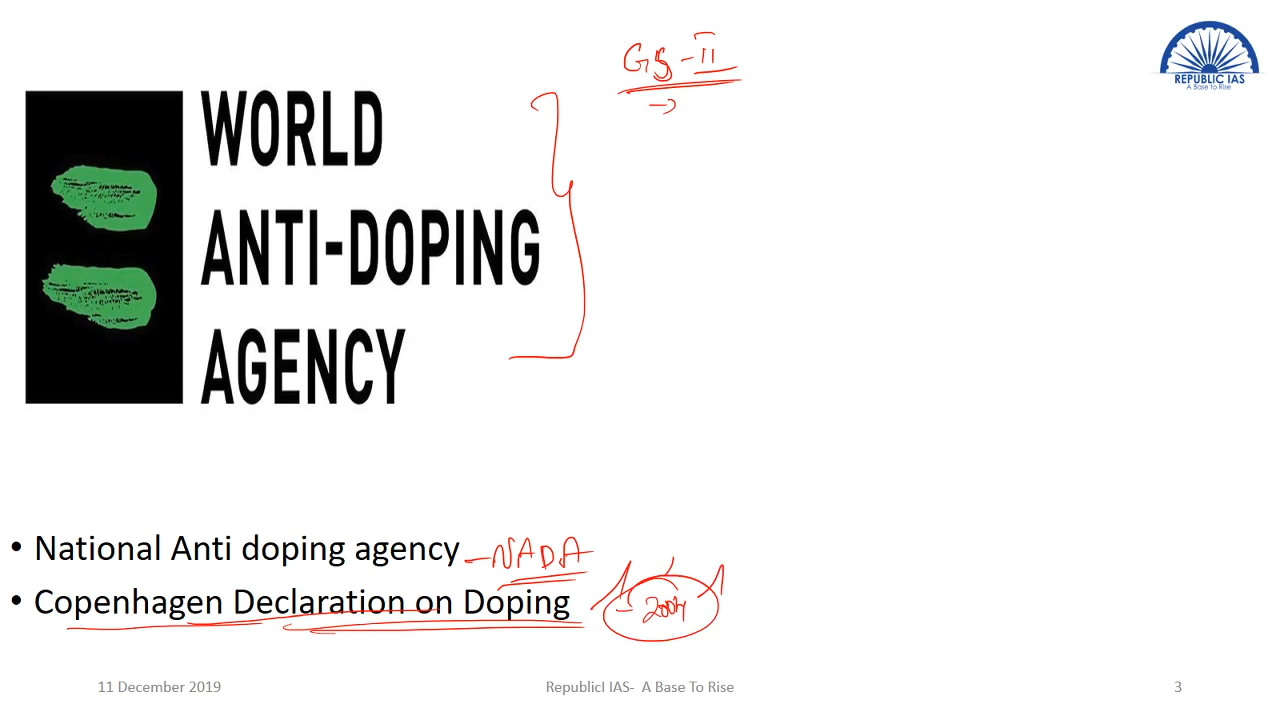 GS-II
REPUBLIC IAS
A Base to Rise
WORLD
ANTI-DOPING
AGENCY
• National Anti doping agency - NADA
• Copenhagen Declaration on Doping - 2004
11 December 2019
RepublicI IAS- A Base To Rise
3